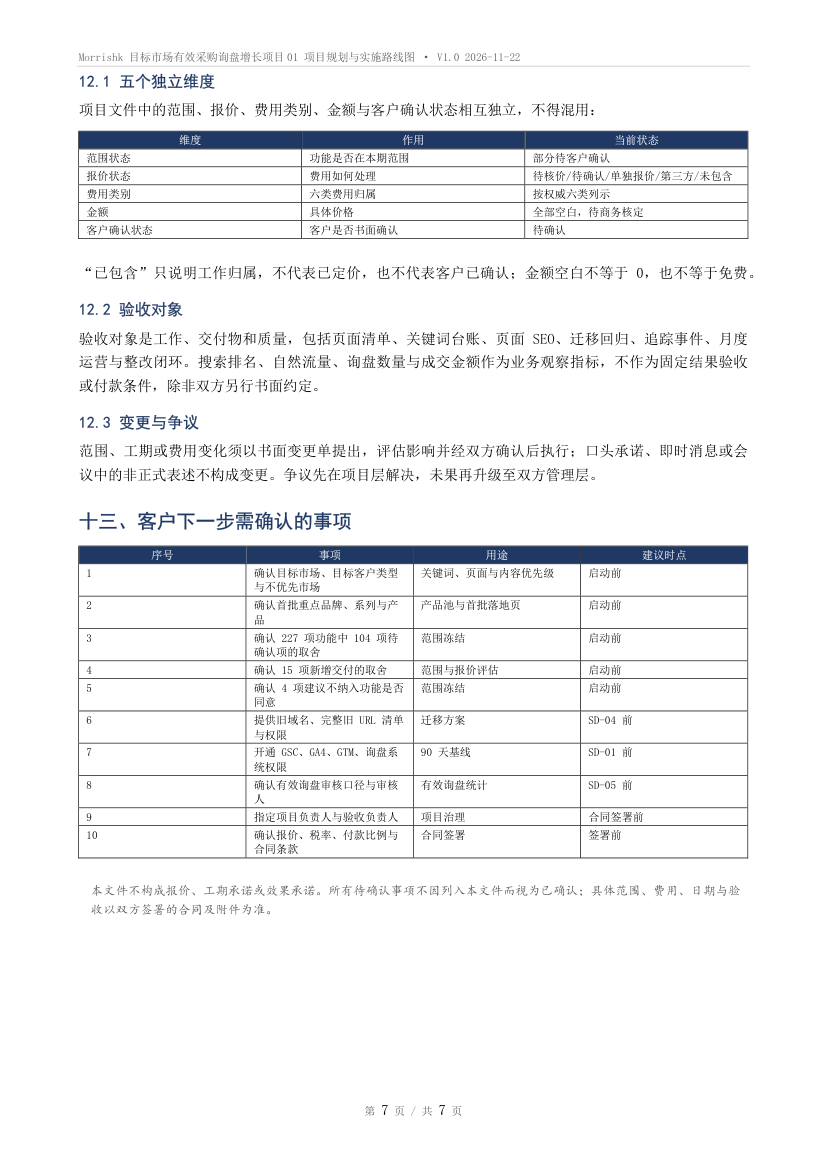 Morrishk 目标市场有效采购询盘增长项目01 项目规划与实施路线图 • V1.0 2026-11-22
12.1 五个独立维度
项目文件中的范围、报价、费用类别、金额与客户确认状态相互独立，不得混用：
维度 作用 当前状态
范围状态 功能是否在本期范围 部分待客户确认
报价状态 费用如何处理 待核价/待确认/单独报价/第三方/未包含
费用类别 六类费用归属 按权威六类列示
金额 具体价格 全部空白，待商务核定
客户确认状态 客户是否书面确认 待确认
“已包含”只说明工作归属，不代表已定价，也不代表客户已确认；金额空白不等于 0，也不等于免费。
12.2 验收对象
验收对象是工作、交付物和质量，包括页面清单、关键词台账、页面 SEO、迁移回归、追踪事件、月度
运营与整改闭环。搜索排名、自然流量、询盘数量与成交金额作为业务观察指标，不作为固定结果验收
或付款条件，除非双方另行书面约定。
12.3 变更与争议
范围、工期或费用变化须以书面变更单提出，评估影响并经双方确认后执行；口头承诺、即时消息或会
议中的非正式表述不构成变更。争议先在项目层解决，未果再升级至双方管理层。
十三、客户下一步需确认的事项
序号 事项 用途 建议时点
1 确认目标市场、目标客户类型 关键词、页面与内容优先级 启动前
与不优先市场
2 确认首批重点品牌、系列与产 产品池与首批落地页 启动前
品
3 确认 227 项功能中 104 项待 范围冻结 启动前
确认项的取舍
4 确认 15 项新增交付的取舍 范围与报价评估 启动前
5 确认 4 项建议不纳入功能是否 范围冻结 启动前
同意
6 提供旧域名、完整旧 URL 清单 迁移方案 SD-04 前
与权限
7 开通 GSC、GA4、GTM、询盘系 90 天基线 SD-01 前
统权限
8 确认有效询盘审核口径与审核 有效询盘统计 SD-05 前
人
9 指定项目负责人与验收负责人 项目治理 合同签署前
10 确认报价、税率、付款比例与 合同签署 签署前
合同条款
本文件不构成报价、工期承诺或效果承诺。所有待确认事项不因列入本文件而视为已确认；具体范围、费用、日期与验
收以双方签署的合同及附件为准。
第 7 页 / 共 7 页